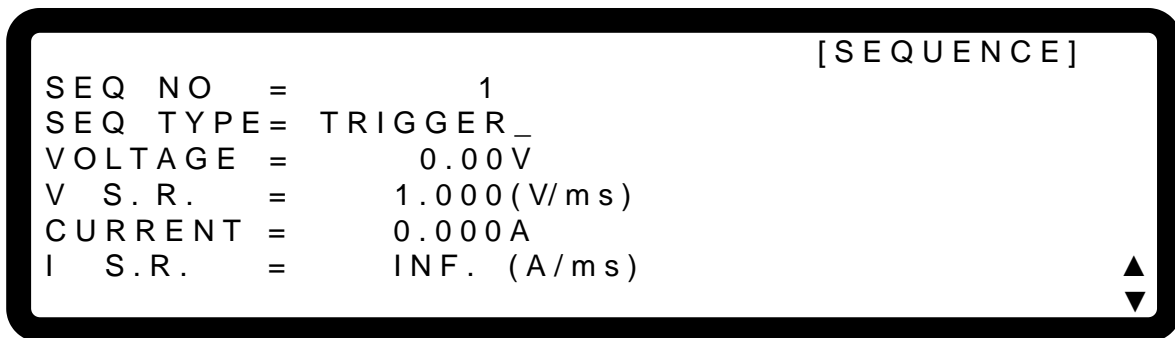 [SEQUENCE]
SEQ NO = 1
SEQ TYPE= TRIGGER_
VOLTAGE = 0.00V
V S.R. = 1.000(V/ms)
CURRENT = 0.000A
I S.R. = INF. (A/ms)
▲
▼